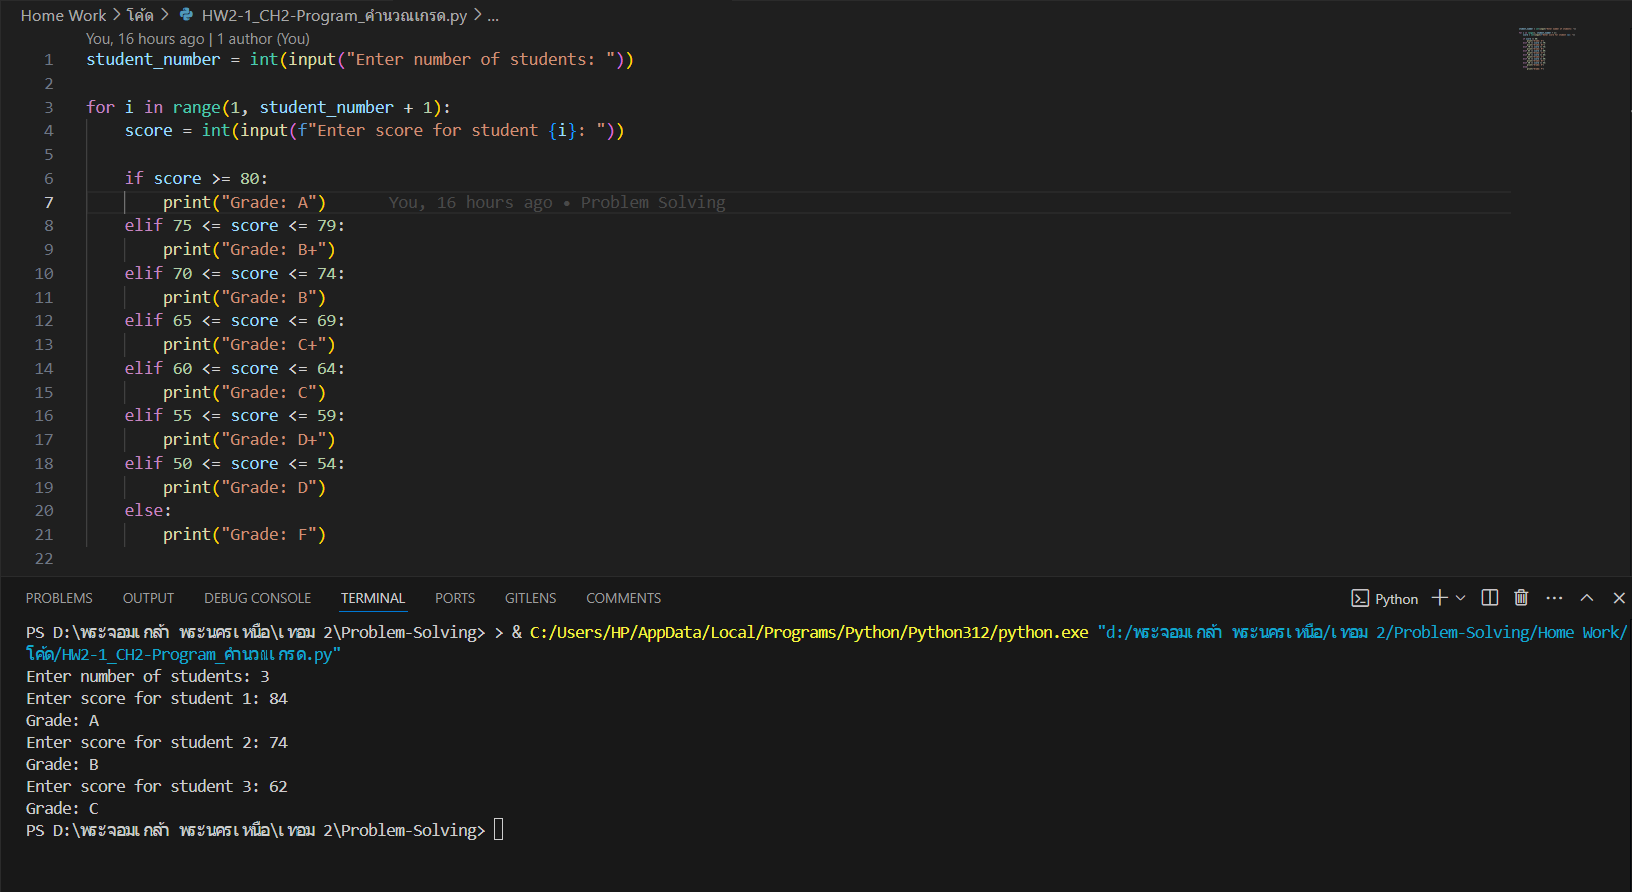 Home Work > โค้ด > HW2-1_CH2-Program_คำนวณเกรด.py > ...
You, 16 hours ago | 1 author (You)
1 student_number = int(input("Enter number of students: "))
2
3 for i in range(1, student_number + 1):
4     score = int(input(f"Enter score for student {i}: "))
5
6     if score >= 80:
7         print("Grade: A") You, 16 hours ago • Problem Solving
8     elif 75 <= score <= 79:
9         print("Grade: B+")
10     elif 70 <= score <= 74:
11         print("Grade: B")
12     elif 65 <= score <= 69:
13         print("Grade: C+")
14     elif 60 <= score <= 64:
15         print("Grade: C")
16     elif 55 <= score <= 59:
17         print("Grade: D+")
18     elif 50 <= score <= 54:
19         print("Grade: D")
20     else:
21         print("Grade: F")
22
PROBLEMS OUTPUT DEBUG CONSOLE TERMINAL PORTS GITLENS COMMENTS Python
PS D:\พระจอมเกล้า พระนครเหนือ\เทอม 2\Problem-Solving> > & C:/Users/HP/AppData/Local/Programs/Python/Python312/python.exe "d:/พระจอมเกล้า พระนครเหนือ/เทอม 2/Problem-Solving/Home Work/
โค้ด/HW2-1_CH2-Program_คำนวณเกรด.py"
Enter number of students: 3
Enter score for student 1: 84
Grade: A
Enter score for student 2: 74
Grade: B
Enter score for student 3: 62
Grade: C
PS D:\พระจอมเกล้า พระนครเหนือ\เทอม 2\Problem-Solving>